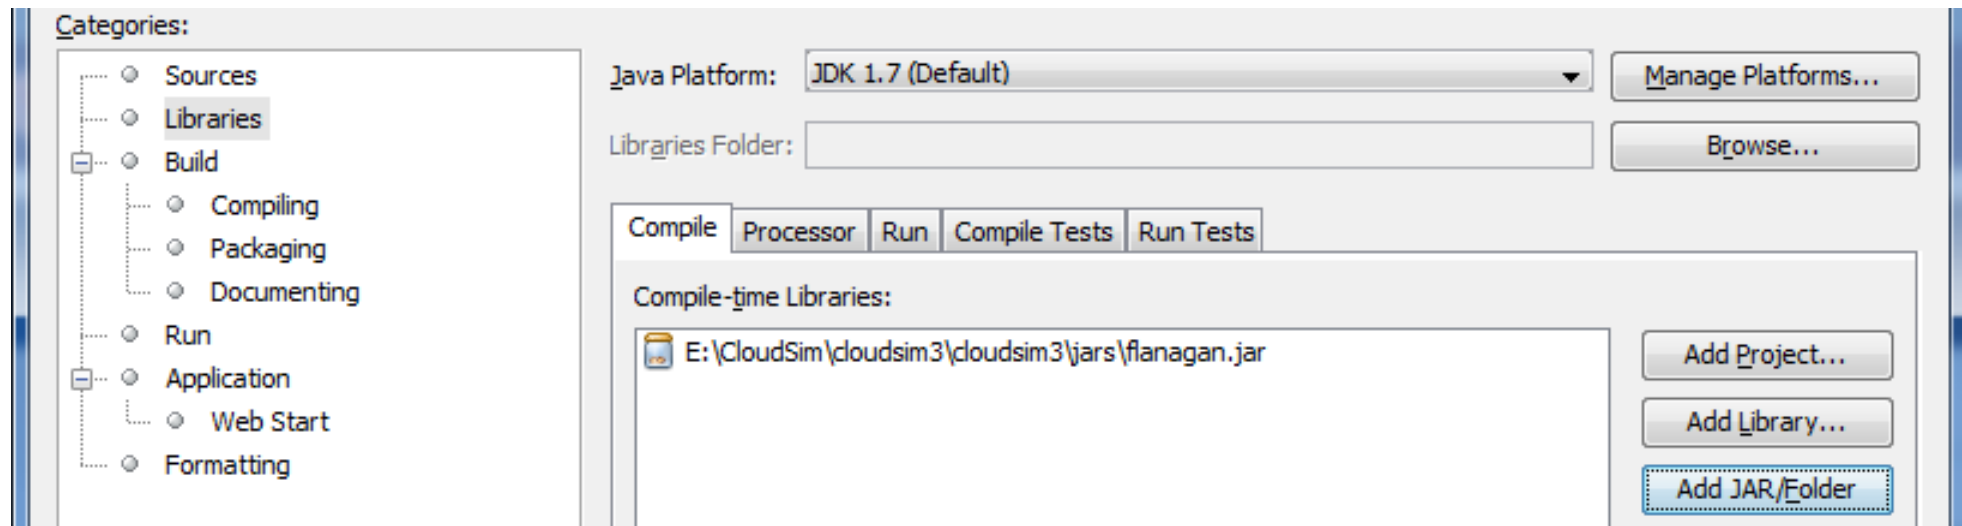 Categories:
Sources
Libraries
Build
Compiling
Packaging
Documenting
Run
Application
Web Start
Formatting
Java Platform:
JDK 1.7 (Default)
Manage Platforms...
Libraries Folder:
Browse...
Compile
Processor
Run
Compile Tests
Run Tests
Compile-time Libraries:
E:\CloudSim\cloudsim3\cloudsim3\jars\flanagan.jar
Add Project...
Add Library...
Add JAR/Folder